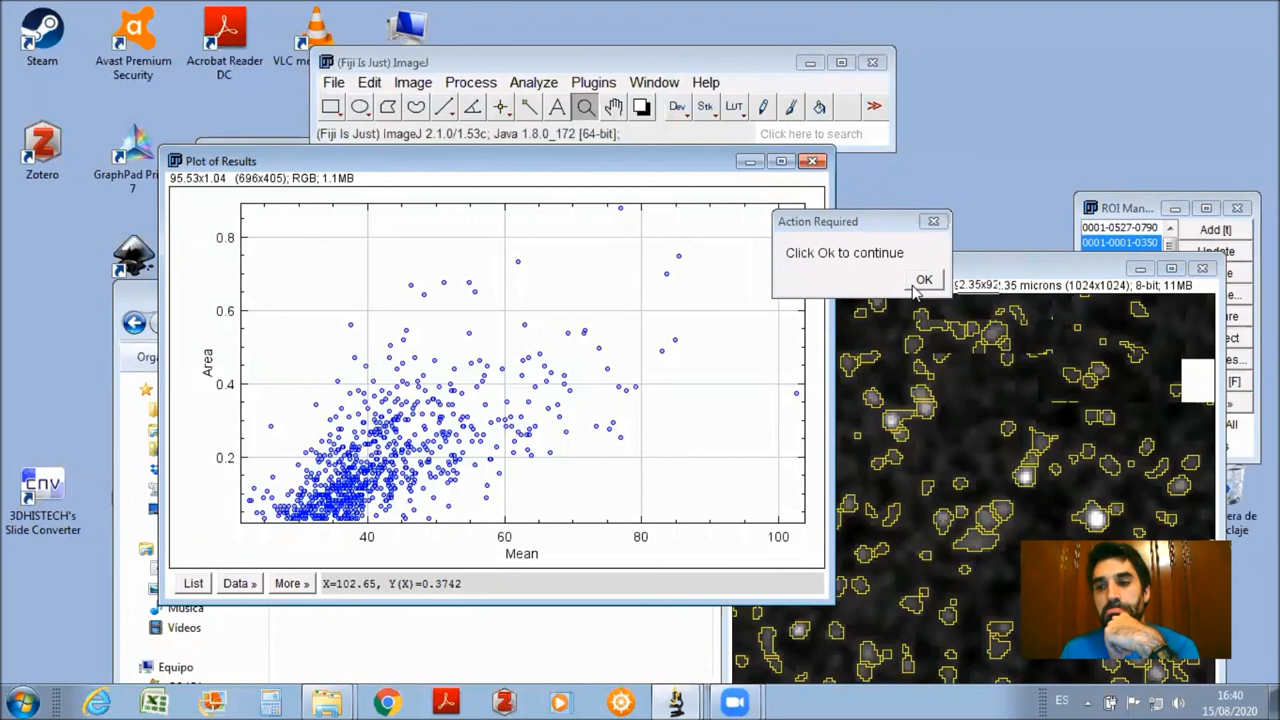 Steam
Avast Premium
Security
Acrobat Reader
DC
VLC me
(Fiji Is Just) ImageJ
File Edit Image Process Analyze Plugins Window Help
Dev Stk LUT
(Fiji Is Just) ImageJ 2.1.0/1.53c; Java 1.8.0_172 [64-bit];
Click here to search
Zotero
GraphPad Pri
7
Plot of Results
95.53x1.04 (696x405); RGB; 1.1MB
0.8
0.6
0.4
0.2
Area
40 60 80 100
Mean
List Data » More » X=102.65, Y(X)=0.3742
Action Required
Click Ok to continue
OK
ROI Man...
0001-0527-0790
0001-0001-0350
Add [t]
Update
.35 microns (1024x1024); 8-bit; 11MB
[F]
Orga
CNV
3DHISTECH's
Slide Converter
Música
Vídeos
Equipo
ES
16:40
15/08/2020